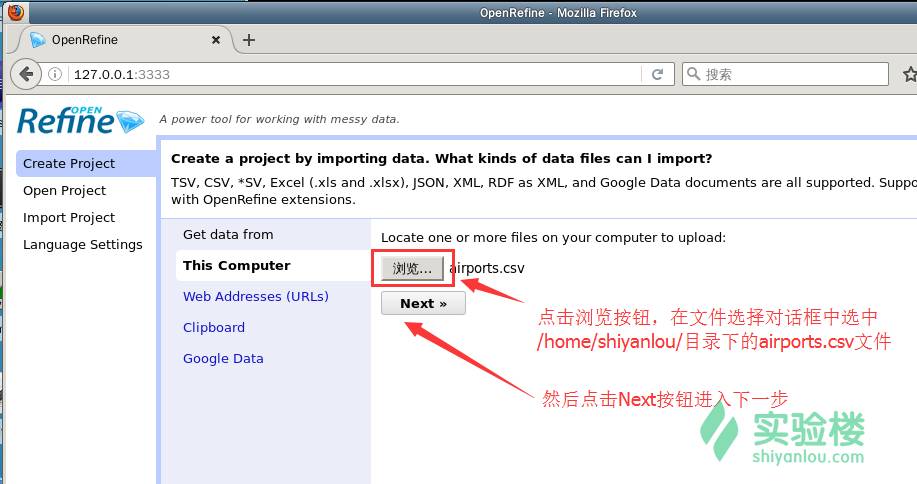 OpenRefine - Mozilla Firefox
OpenRefine × +
127.0.0.1:3333
搜索
OPEN
Refine
A power tool for working with messy data.
Create Project
Open Project
Import Project
Language Settings
Create a project by importing data. What kinds of data files can I import?
TSV, CSV, *SV, Excel (.xls and .xlsx), JSON, XML, RDF as XML, and Google Data documents are all supported. Suppo
with OpenRefine extensions.
Get data from
This Computer
Web Addresses (URLs)
Clipboard
Google Data
Locate one or more files on your computer to upload:
浏览... airports.csv
Next »
点击浏览按钮，在文件选择对话框中选中
/home/shiyanlou/目录下的airports.csv文件
然后点击Next按钮进入下一步
实验楼
shiyanlou.com